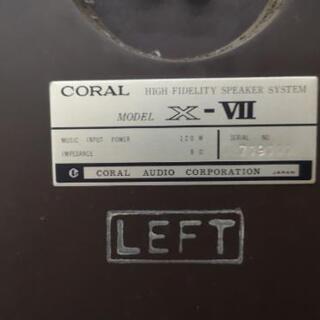 CORAL HIGH FIDELITY SPEAKER SYSTEM
MODEL X-VII
MUSIC INPUT POWER 120 W SERIAL NO.
IMPEDANCE 8 Ω
CORAL AUDIO CORPORATION JAPAN
LEFT